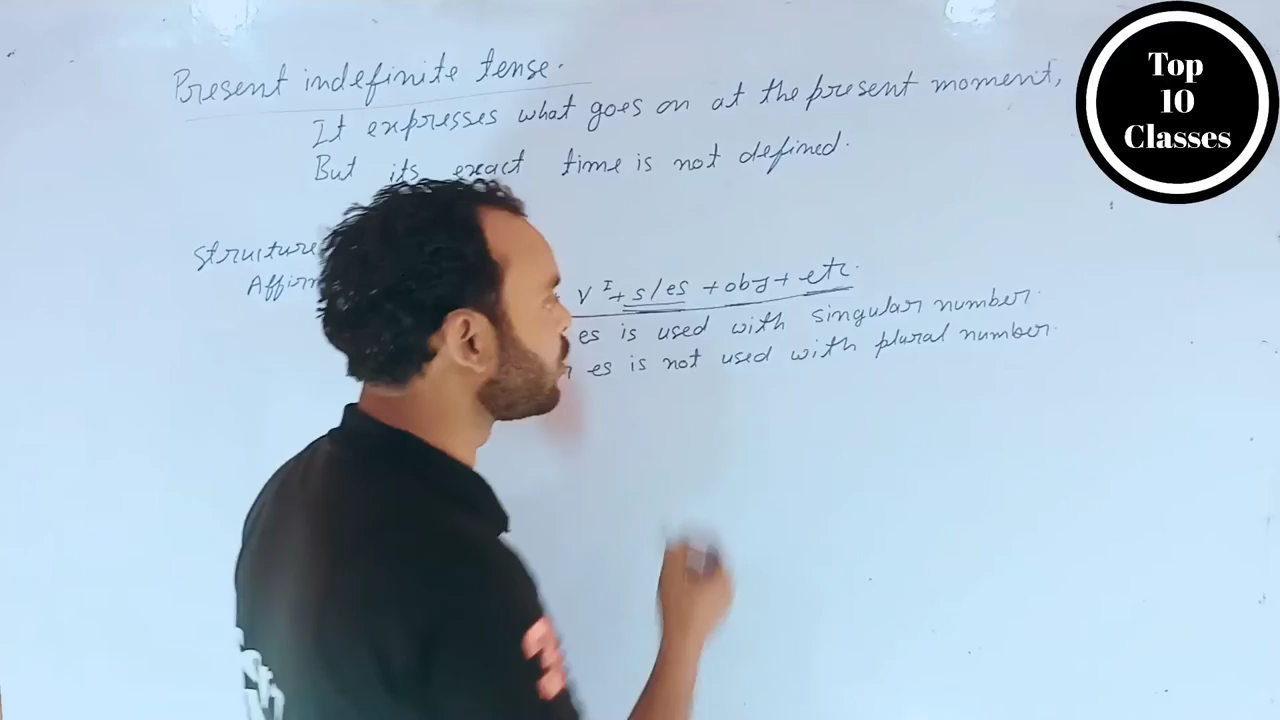 Present indefinite tense.
It expresses what goes on at the present moment,
But its exact time is not defined.
Structure
Affirm
V I + s/es + obj + etc.
es is used with singular number.
es is not used with plural number.
Top
10
Classes